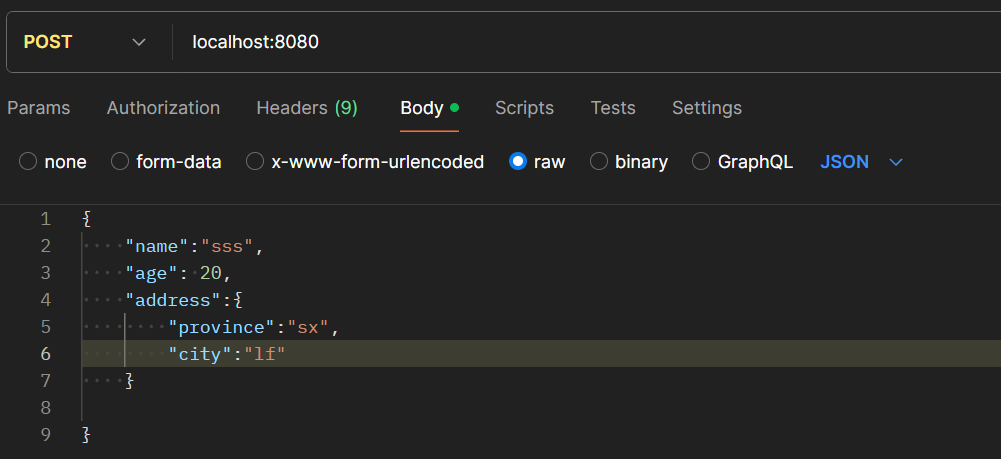 POST localhost:8080
Params Authorization Headers (9) Body Scripts Tests Settings
none form-data x-www-form-urlencoded raw binary GraphQL JSON
1 {
2 "name":"sss",
3 "age": 20,
4 "address":{
5 "province":"sx",
6 "city":"lf"
7 }
8
9 }